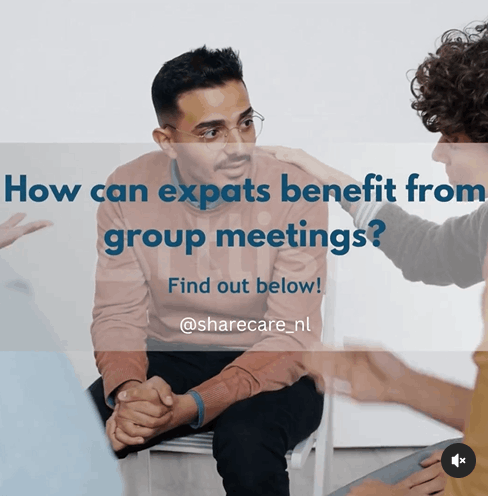 How can expats benefit from
group meetings?
Find out below!
@sharecare_nl